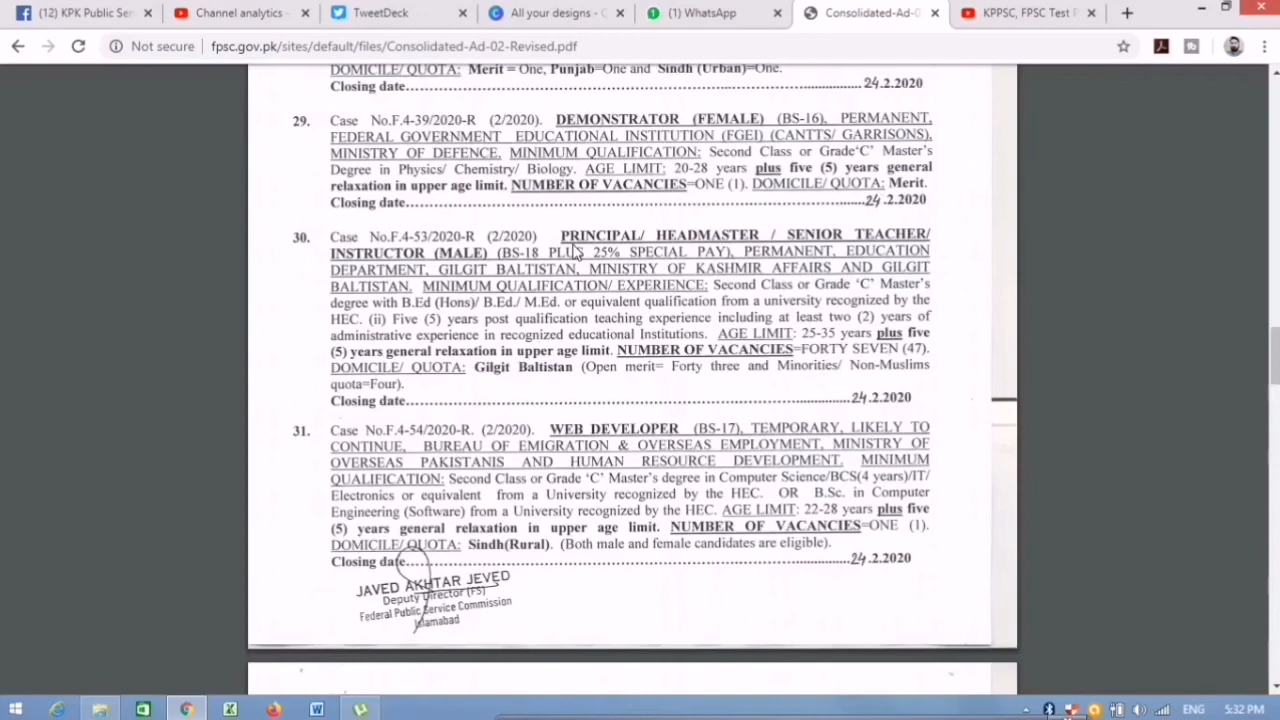 (12) KPK Public Serv
Channel analytics -
TweetDeck
All your designs - C
(1) WhatsApp
Consolidated-Ad-0
KPPSC, FPSC Test P
Not secure
fpsc.gov.pk/sites/default/files/Consolidated-Ad-02-Revised.pdf
DOMICILE/ QUOTA: Merit = One, Punjab=One and Sindh (Urban)=One.
Closing date........................................................................................................24.2.2020
29. Case No.F.4-39/2020-R (2/2020). DEMONSTRATOR (FEMALE) (BS-16), PERMANENT,
FEDERAL GOVERNMENT EDUCATIONAL INSTITUTION (FGEI) (CANTTS/ GARRISONS),
MINISTRY OF DEFENCE. MINIMUM QUALIFICATION: Second Class or Grade‘C’ Master’s
Degree in Physics/ Chemistry/ Biology. AGE LIMIT: 20-28 years plus five (5) years general
relaxation in upper age limit. NUMBER OF VACANCIES=ONE (1). DOMICILE/ QUOTA: Merit.
Closing date........................................................................................................24.2.2020
30. Case No.F.4-53/2020-R (2/2020) PRINCIPAL/ HEADMASTER / SENIOR TEACHER/
INSTRUCTOR (MALE) (BS-18 PLUS 25% SPECIAL PAY), PERMANENT, EDUCATION
DEPARTMENT, GILGIT BALTISTAN, MINISTRY OF KASHMIR AFFAIRS AND GILGIT
BALTISTAN. MINIMUM QUALIFICATION/ EXPERIENCE: Second Class or Grade ‘C’ Master’s
degree with B.Ed (Hons)/ B.Ed./ M.Ed. or equivalent qualification from a university recognized by the
HEC. (ii) Five (5) years post qualification teaching experience including at least two (2) years of
administrative experience in recognized educational Institutions. AGE LIMIT: 25-35 years plus five
(5) years general relaxation in upper age limit. NUMBER OF VACANCIES=FORTY SEVEN (47).
DOMICILE/ QUOTA: Gilgit Baltistan (Open merit= Forty three and Minorities/ Non-Muslims
quota=Four).
Closing date........................................................................................................24.2.2020
31. Case No.F.4-54/2020-R. (2/2020). WEB DEVELOPER (BS-17), TEMPORARY, LIKELY TO
CONTINUE, BUREAU OF EMIGRATION & OVERSEAS EMPLOYMENT, MINISTRY OF
OVERSEAS PAKISTANIS AND HUMAN RESOURCE DEVELOPMENT. MINIMUM
QUALIFICATION: Second Class or Grade ‘C’ Master’s degree in Computer Science/BCS(4 years)/IT/
Electronics or equivalent from a University recognized by the HEC. OR B.Sc. in Computer
Engineering (Software) from a University recognized by the HEC. AGE LIMIT: 22-28 years plus five
(5) years general relaxation in upper age limit. NUMBER OF VACANCIES=ONE (1).
DOMICILE/ QUOTA: Sindh(Rural). (Both male and female candidates are eligible).
Closing date........................................................................................................24.2.2020
JAVED AKHTAR JEVED
Deputy Director (FS)
Federal Public Service Commission
Islamabad
ENG
5:32 PM